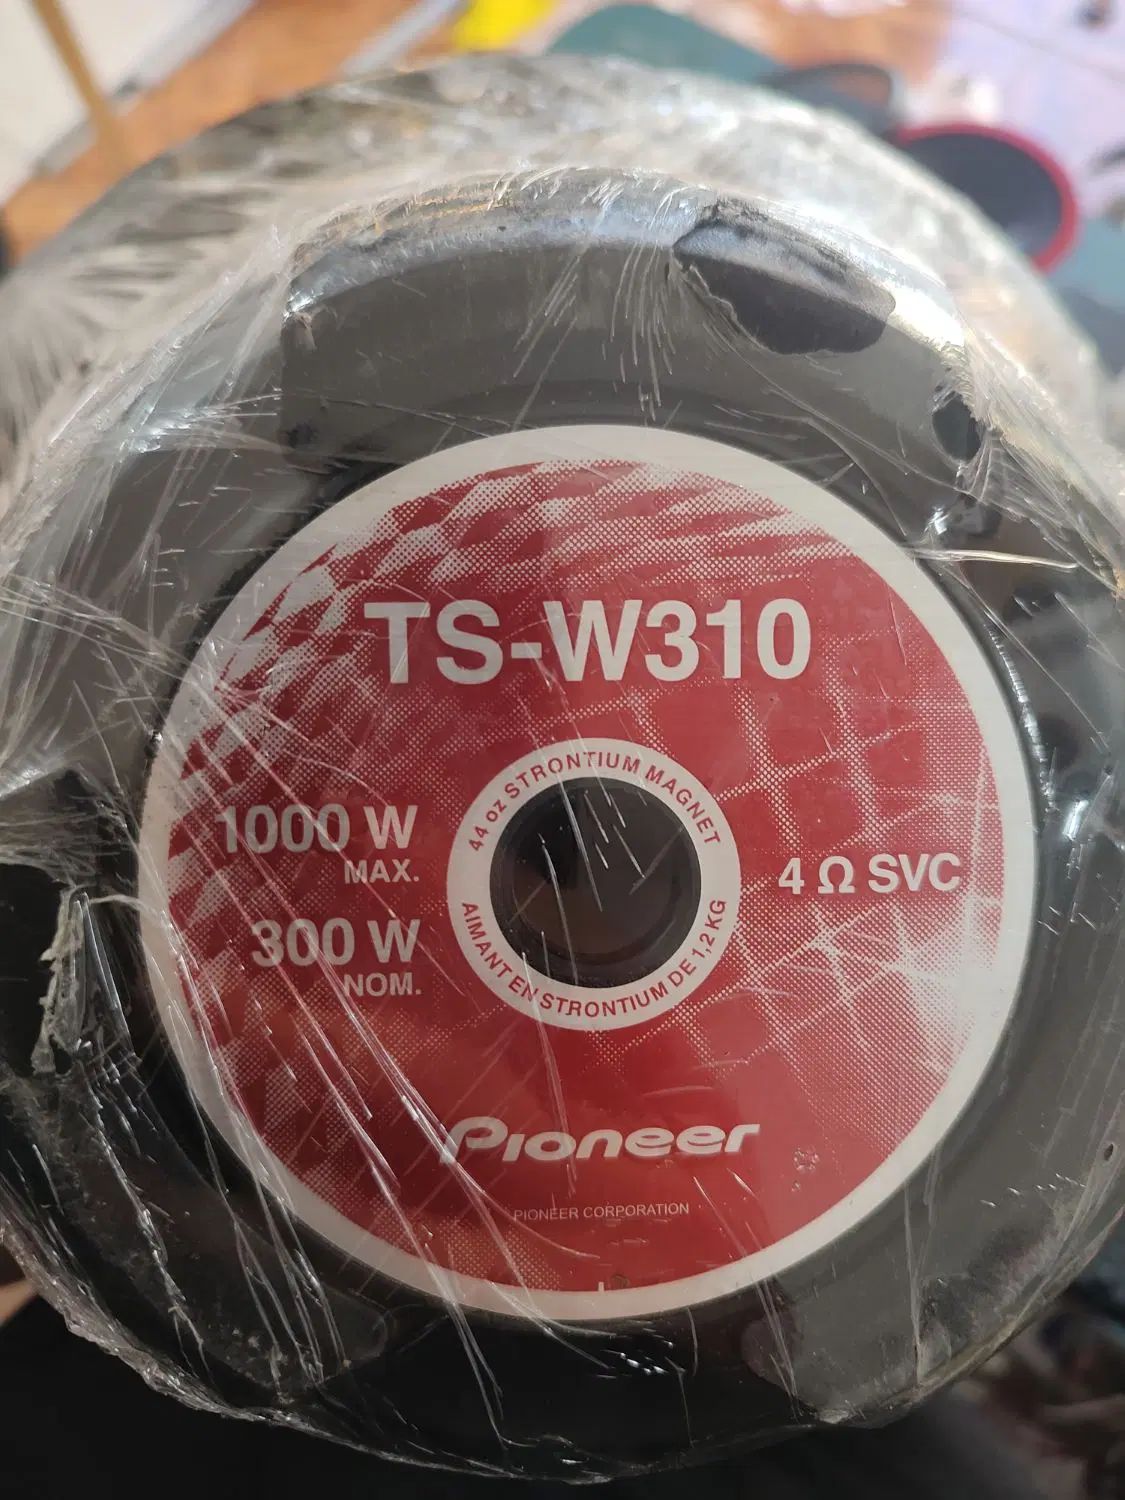 TS-W310
44 oz STRONTIUM MAGNET
1000 W
MAX.
4 Ω SVC
300 W
NOM.
AIMANT EN STRONTIUM DE 1,2 KG
Pioneer
PIONEER CORPORATION